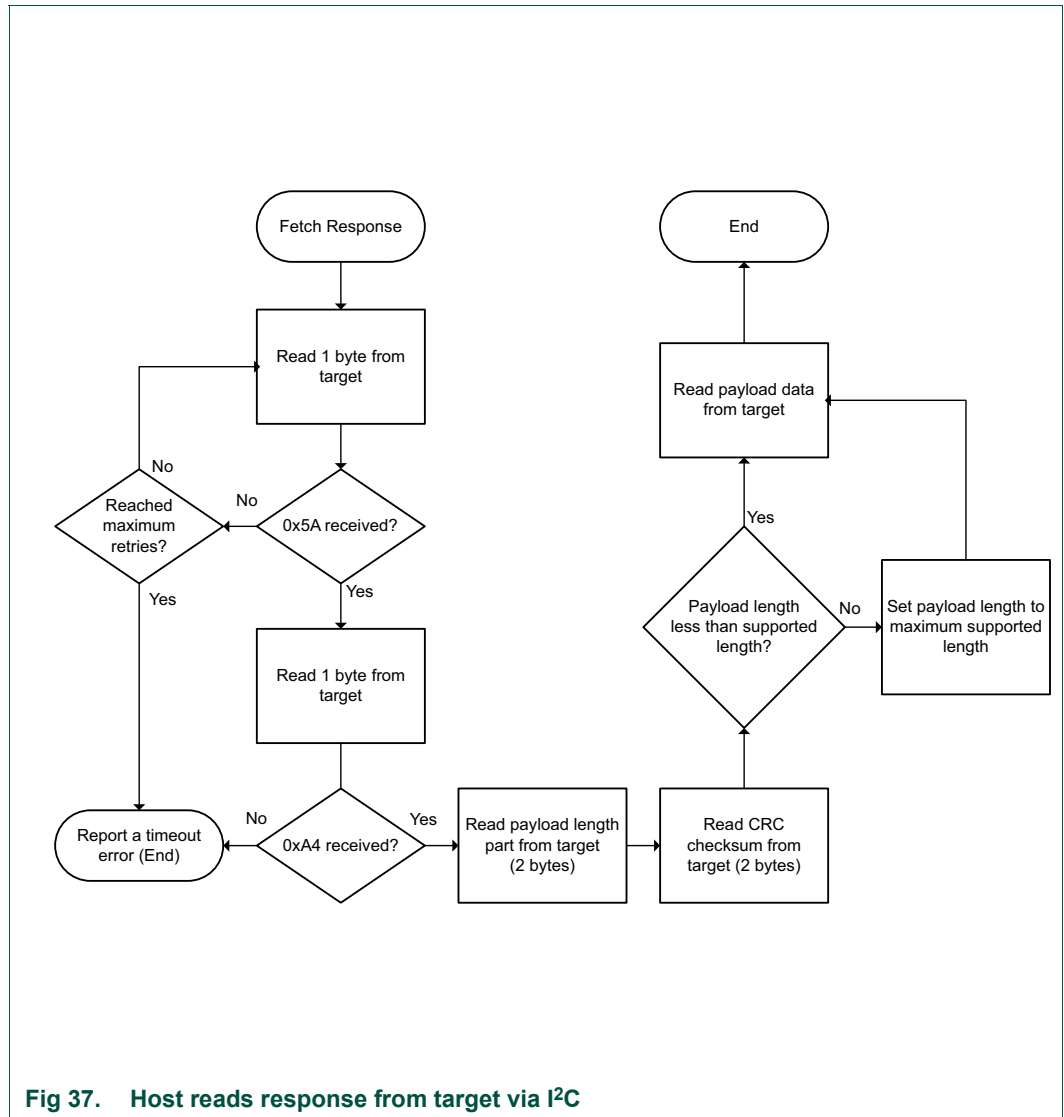 Fetch Response
End
Read 1 byte from
target
Read payload data
from target
No
Reached
maximum
retries?
No
0x5A received?
Yes
Yes
Yes
Payload length
less than supported
length?
No
Set payload length to
maximum supported
length
Read 1 byte from
target
Report a timeout
error (End)
No
0xA4 received?
Yes
Read payload length
part from target
(2 bytes)
Read CRC
checksum from
target (2 bytes)
Fig 37. Host reads response from target via I2C